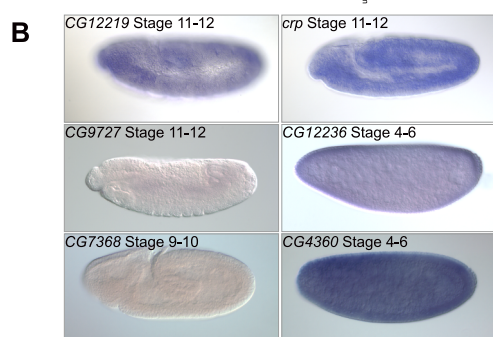 B
CG12219 Stage 11-12
crp Stage 11-12
CG9727 Stage 11-12
CG12236 Stage 4-6
CG7368 Stage 9-10
CG4360 Stage 4-6